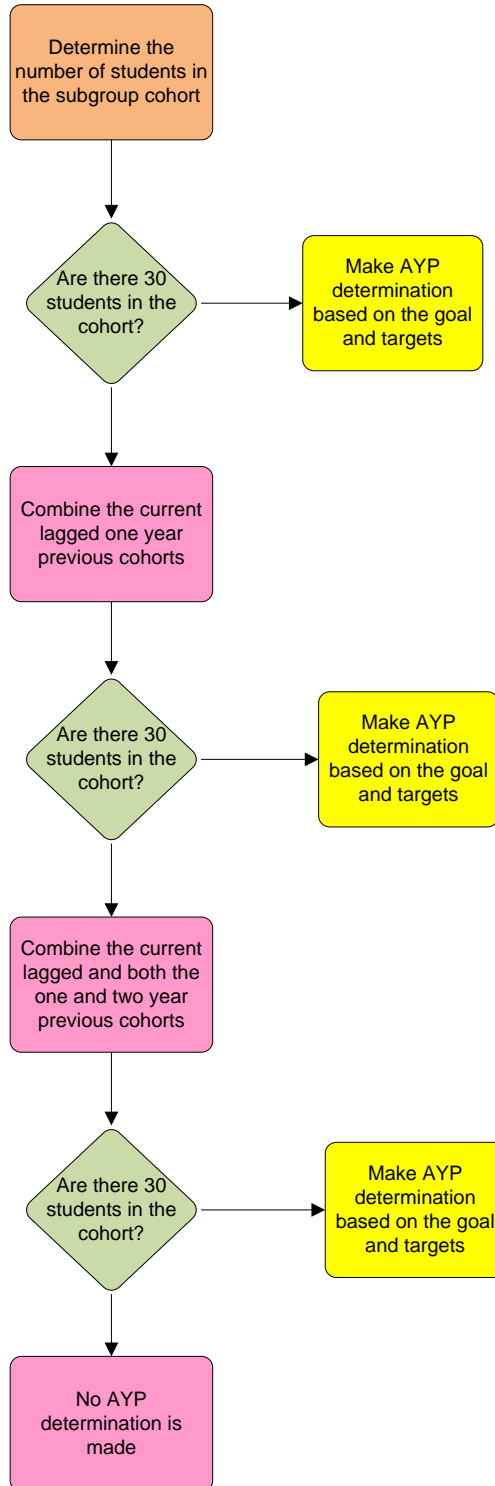 Determine the
number of students in
the subgroup cohort
Are there 30
students in the
cohort?
Make AYP
determination
based on the goal
and targets
Combine the current
lagged one year
previous cohorts
Are there 30
students in the
cohort?
Make AYP
determination
based on the goal
and targets
Combine the current
lagged and both the
one and two year
previous cohorts
Are there 30
students in the
cohort?
Make AYP
determination
based on the goal
and targets
No AYP
determination is
made